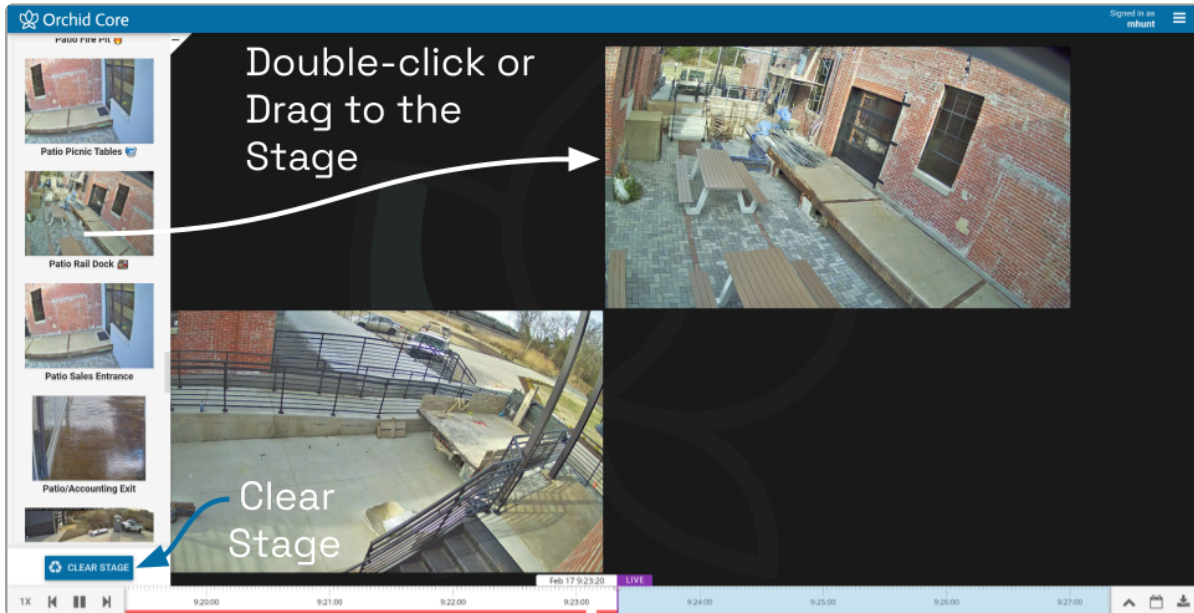 Orchid Core
Signed in as
mhunt
Patio Fire Pit 🔥
Double-click or
Drag to the
Stage
Patio Picnic Tables
Patio Rail Dock
Patio Sales Entrance
Patio/Accounting Exit
Clear
Stage
CLEAR STAGE
Feb 17 9:23:20
LIVE
1X
9:20:00
9:21:00
9:22:00
9:23:00
9:24:00
9:25:00
9:26:00
9:27:00